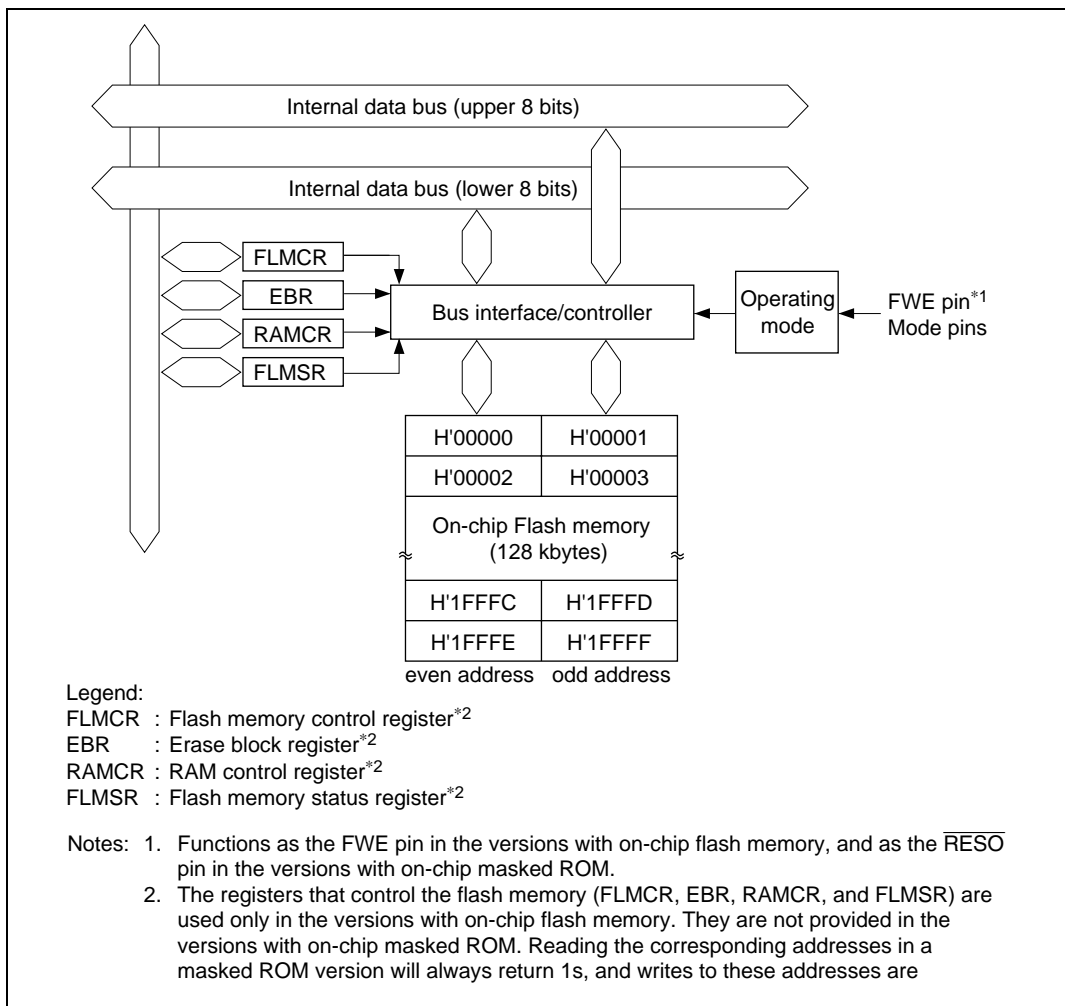 Internal data bus (upper 8 bits)
Internal data bus (lower 8 bits)
FLMCR
EBR
RAMCR
FLMSR
Bus interface/controller
Operating
mode
FWE pin*1
Mode pins
H'00000 H'00001
H'00002 H'00003
On-chip Flash memory
(128 kbytes)
H'1FFFC H'1FFFD
H'1FFFE H'1FFFF
even address odd address
Legend:
FLMCR : Flash memory control register*2
EBR : Erase block register*2
RAMCR : RAM control register*2
FLMSR : Flash memory status register*2
Notes: 1. Functions as the FWE pin in the versions with on-chip flash memory, and as the RESO
pin in the versions with on-chip masked ROM.
2. The registers that control the flash memory (FLMCR, EBR, RAMCR, and FLMSR) are
used only in the versions with on-chip flash memory. They are not provided in the
versions with on-chip masked ROM. Reading the corresponding addresses in a
masked ROM version will always return 1s, and writes to these addresses are